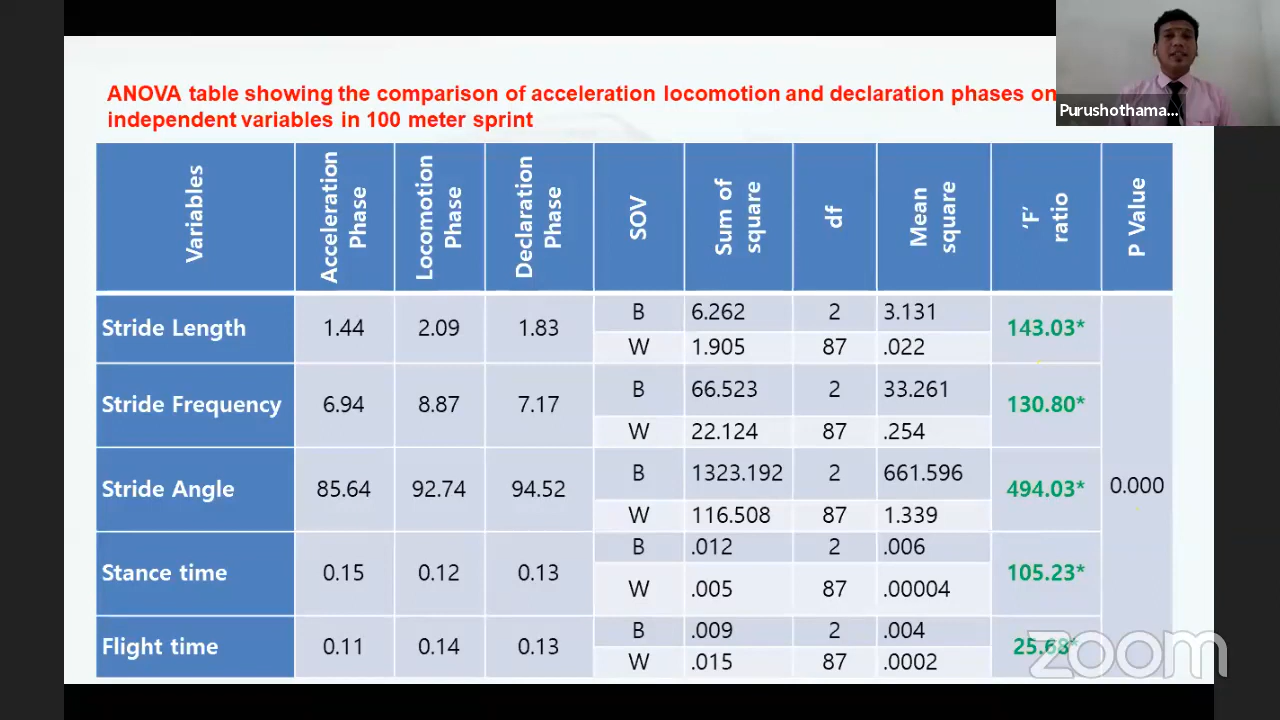 Purushothama...
ANOVA table showing the comparison of acceleration locomotion and declaration phases on
independent variables in 100 meter sprint
Variables Acceleration Phase Locomotion Phase Declaration Phase SOV Sum of square df Mean square ‘F’ ratio P Value
Stride Length 1.44 2.09 1.83 B 6.262 2 3.131 143.03*
W 1.905 87 .022
Stride Frequency 6.94 8.87 7.17 B 66.523 2 33.261 130.80*
W 22.124 87 .254
Stride Angle 85.64 92.74 94.52 B 1323.192 2 661.596 494.03* 0.000
W 116.508 87 1.339
Stance time 0.15 0.12 0.13 B .012 2 .006 105.23*
W .005 87 .00004
Flight time 0.11 0.14 0.13 B .009 2 .004 25.68*
W .015 87 .0002
zoom